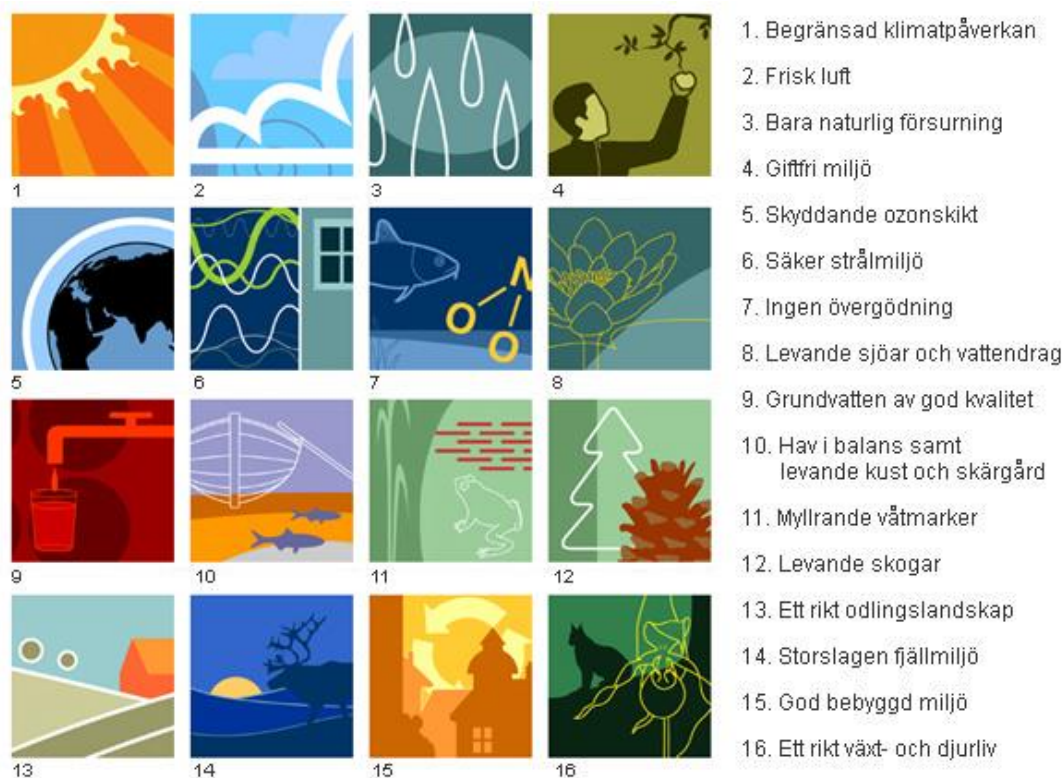 1
2
3
4
5
6
7
N
O
O
8
9
10
11
12
13
14
15
16
1. Begränsad klimatpåverkan
2. Frisk luft
3. Bara naturlig försurning
4. Giftfri miljö
5. Skyddande ozonskikt
6. Säker strålmiljö
7. Ingen övergödning
8. Levande sjöar och vattendrag
9. Grundvatten av god kvalitet
10. Hav i balans samt
levande kust och skärgård
11. Myllrande våtmarker
12. Levande skogar
13. Ett rikt odlingslandskap
14. Storslagen fjällmiljö
15. God bebyggd miljö
16. Ett rikt växt- och djurliv